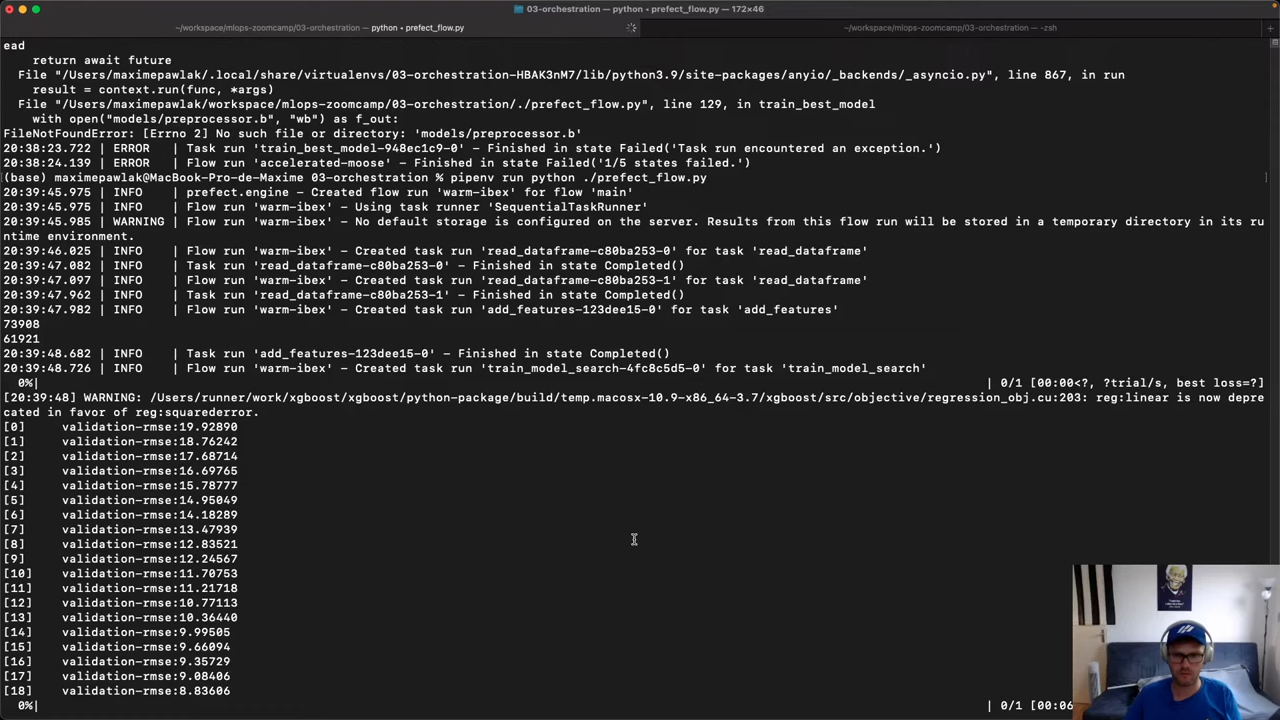 03-orchestration — python • prefect_flow.py — 172×46
~/workspace/mlops-zoomcamp/03-orchestration — python • prefect_flow.py
~/workspace/mlops-zoomcamp/03-orchestration — -zsh
ead
return await future
File "/Users/maximepawlak/.local/share/virtualenvs/03-orchestration-HBAK3nM7/lib/python3.9/site-packages/anyio/_backends/_asyncio.py", line 867, in run
result = context.run(func, *args)
File "/Users/maximepawlak/workspace/mlops-zoomcamp/03-orchestration/./prefect_flow.py", line 129, in train_best_model
with open("models/preprocessor.b", "wb") as f_out:
FileNotFoundError: [Errno 2] No such file or directory: 'models/preprocessor.b'
20:38:23.722 | ERROR | Task run 'train_best_model-948ec1c9-0' – Finished in state Failed('Task run encountered an exception.')
20:38:24.139 | ERROR | Flow run 'accelerated-moose' – Finished in state Failed('1/5 states failed.')
(base) maximepawlak@MacBook-Pro-de-Maxime 03-orchestration % pipenv run python ./prefect_flow.py
20:39:45.975 | INFO | prefect.engine – Created flow run 'warm-ibex' for flow 'main'
20:39:45.975 | INFO | Flow run 'warm-ibex' – Using task runner 'SequentialTaskRunner'
20:39:45.985 | WARNING | Flow run 'warm-ibex' – No default storage is configured on the server. Results from this flow run will be stored in a temporary directory in its ru
ntime environment.
20:39:46.025 | INFO | Flow run 'warm-ibex' – Created task run 'read_dataframe-c80ba253-0' for task 'read_dataframe'
20:39:47.082 | INFO | Task run 'read_dataframe-c80ba253-0' – Finished in state Completed()
20:39:47.097 | INFO | Flow run 'warm-ibex' – Created task run 'read_dataframe-c80ba253-1' for task 'read_dataframe'
20:39:47.962 | INFO | Task run 'read_dataframe-c80ba253-1' – Finished in state Completed()
20:39:47.982 | INFO | Flow run 'warm-ibex' – Created task run 'add_features-123dee15-0' for task 'add_features'
73908
61921
20:39:48.682 | INFO | Task run 'add_features-123dee15-0' – Finished in state Completed()
20:39:48.726 | INFO | Flow run 'warm-ibex' – Created task run 'train_model_search-4fc8c5d5-0' for task 'train_model_search'
0%| | 0/1 [00:00<?, ?trial/s, best loss=?]
[20:39:48] WARNING: /Users/runner/work/xgboost/xgboost/python-package/build/temp.macosx-10.9-x86_64-3.7/xgboost/src/objective/regression_obj.cu:203: reg:linear is now depre
cated in favor of reg:squarederror.
[0] validation-rmse:19.92890
[1] validation-rmse:18.76242
[2] validation-rmse:17.68714
[3] validation-rmse:16.69765
[4] validation-rmse:15.78777
[5] validation-rmse:14.95049
[6] validation-rmse:14.18289
[7] validation-rmse:13.47939
[8] validation-rmse:12.83521
[9] validation-rmse:12.24567
[10] validation-rmse:11.70753
[11] validation-rmse:11.21718
[12] validation-rmse:10.77113
[13] validation-rmse:10.36440
[14] validation-rmse:9.99505
[15] validation-rmse:9.66094
[16] validation-rmse:9.35729
[17] validation-rmse:9.08406
[18] validation-rmse:8.83606
0%| | 0/1 [00:06